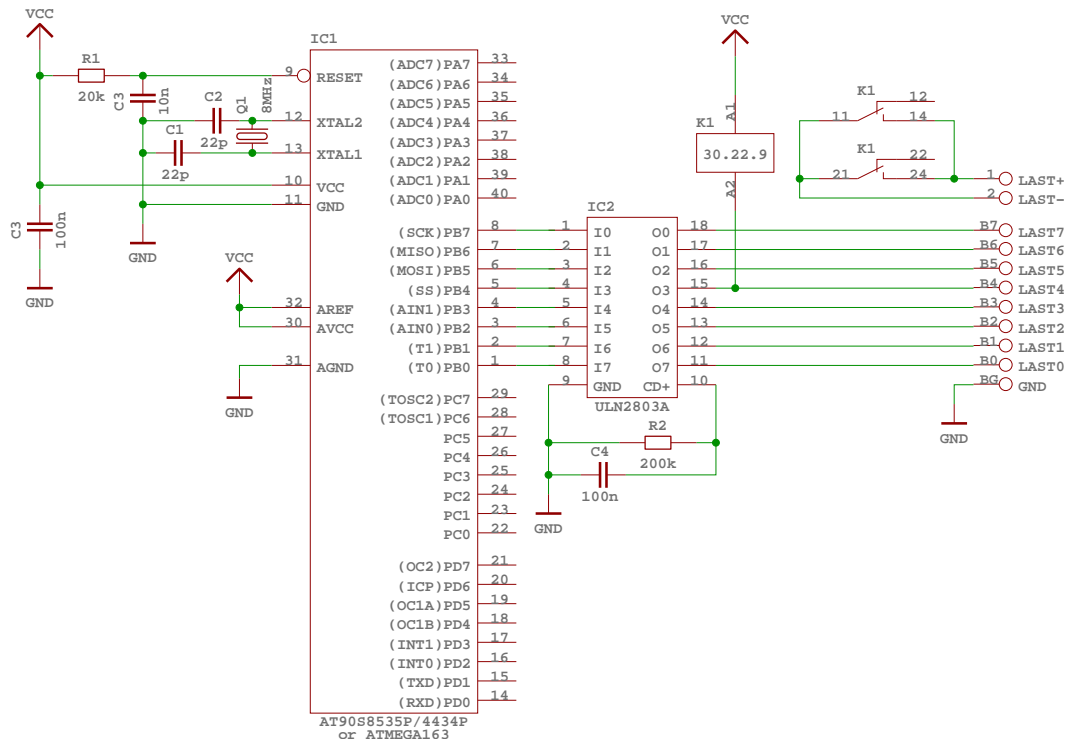 VCC
R1
20k
C3
10n
C2
22p
C1
22p
Q1
8MHz
C3
100n
GND
GND
VCC
GND
IC1
9 RESET
12 XTAL2
13 XTAL1
10 VCC
11 GND
32 AREF
30 AVCC
31 AGND
(ADC7)PA7 33
(ADC6)PA6 34
(ADC5)PA5 35
(ADC4)PA4 36
(ADC3)PA3 37
(ADC2)PA2 38
(ADC1)PA1 39
(ADC0)PA0 40
(SCK)PB7 8
(MISO)PB6 7
(MOSI)PB5 6
(SS)PB4 5
(AIN1)PB3 4
(AIN0)PB2 3
(T1)PB1 2
(T0)PB0 1
(TOSC2)PC7 29
(TOSC1)PC6 28
PC5 27
PC4 26
PC3 25
PC2 24
PC1 23
PC0 22
(OC2)PD7 21
(ICP)PD6 20
(OC1A)PD5 19
(OC1B)PD4 18
(INT1)PD3 17
(INT0)PD2 16
(TXD)PD1 15
(RXD)PD0 14
AT90S8535P/4434P
or ATMEGA163
IC2
1 I0 O0 18
2 I1 O1 17
3 I2 O2 16
4 I3 O3 15
5 I4 O4 14
6 I5 O5 13
7 I6 O6 12
8 I7 O7 11
9 GND CD+ 10
ULN2803A
R2
200k
C4
100n
GND
VCC
A1
K1
30.22.9
A2
K1
12
11 14
K1
22
21 24
1 LAST+
2 LAST-
B7 LAST7
B6 LAST6
B5 LAST5
B4 LAST4
B3 LAST3
B2 LAST2
B1 LAST1
B0 LAST0
BG GND
GND